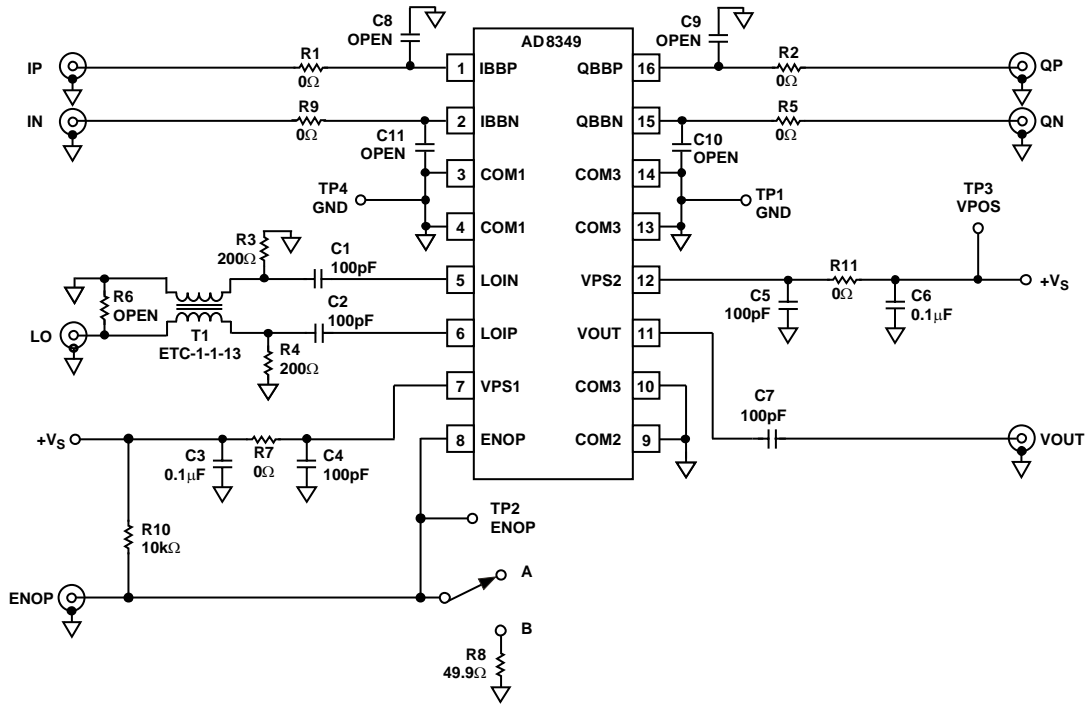 C8
OPEN
AD8349
C9
OPEN
IP
R1
0Ω
1
IBBP
QBBP
16
R2
0Ω
QP
IN
R9
0Ω
2
IBBN
QBBN
15
R5
0Ω
QN
C11
OPEN
C10
OPEN
3
COM1
COM3
14
TP4
GND
TP1
GND
4
COM1
COM3
13
TP3
VPOS
R3
200Ω
C1
100pF
5
LOIN
VPS2
12
C5
100pF
R11
0Ω
C6
0.1µF
+VS
R6
OPEN
LO
T1
ETC-1-1-13
C2
100pF
6
LOIP
VOUT
11
R4
200Ω
7
VPS1
COM3
10
C7
100pF
+VS
C3
0.1µF
R7
0Ω
C4
100pF
8
ENOP
COM2
9
VOUT
TP2
ENOP
R10
10kΩ
ENOP
A
B
R8
49.9Ω